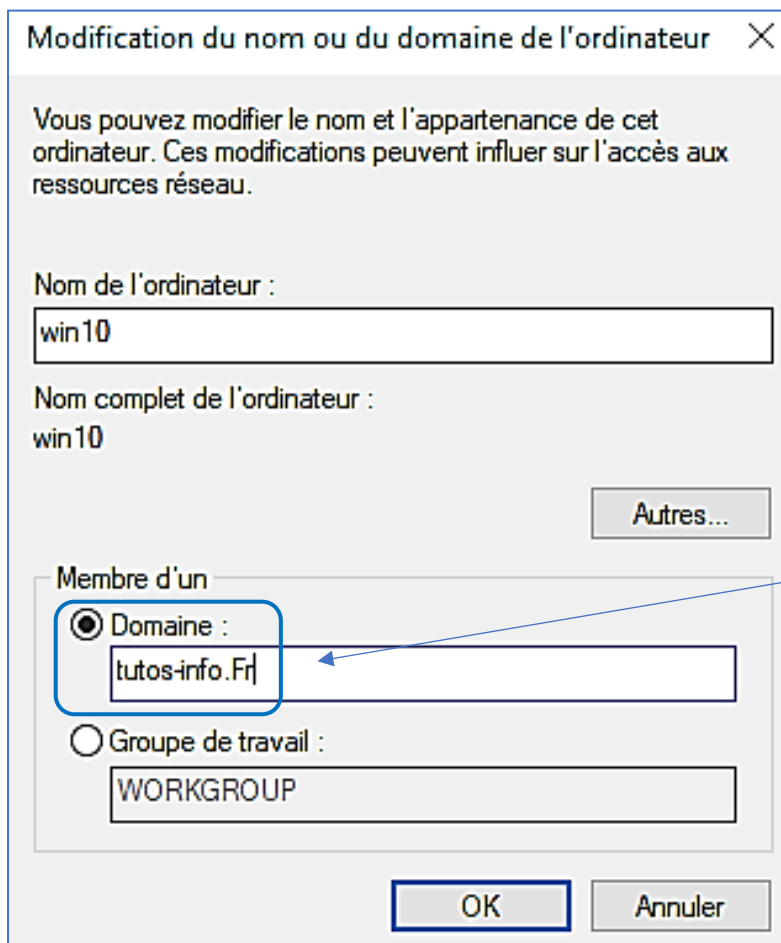 Modification du nom ou du domaine de l'ordinateur
Vous pouvez modifier le nom et l'appartenance de cet
ordinateur. Ces modifications peuvent influer sur l'accès aux
ressources réseau.
Nom de l'ordinateur :
win10
Nom complet de l'ordinateur :
win10
Autres...
Membre d'un
Domaine :
tutos-info.Fr
Groupe de travail :
WORKGROUP
OK
Annuler